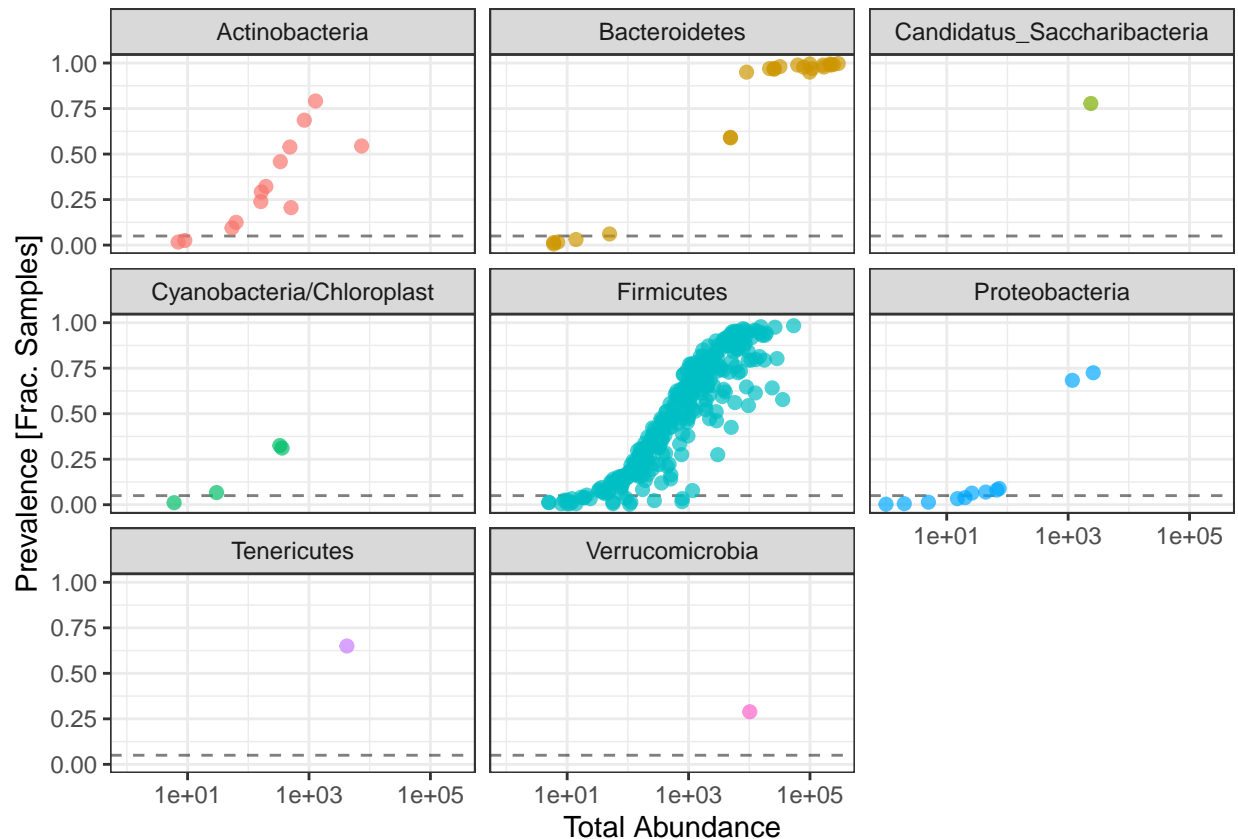 Actinobacteria
Bacteroidetes
Candidatus_Saccharibacteria
1.00
0.75
0.50
0.25
0.00
Cyanobacteria/Chloroplast
Firmicutes
Proteobacteria
1.00
0.75
0.50
0.25
0.00
1e+01 1e+03 1e+05
Tenericutes
Verrucomicrobia
1.00
0.75
0.50
0.25
0.00
1e+01 1e+03 1e+05
1e+01 1e+03 1e+05
Total Abundance
Prevalence [Frac. Samples]